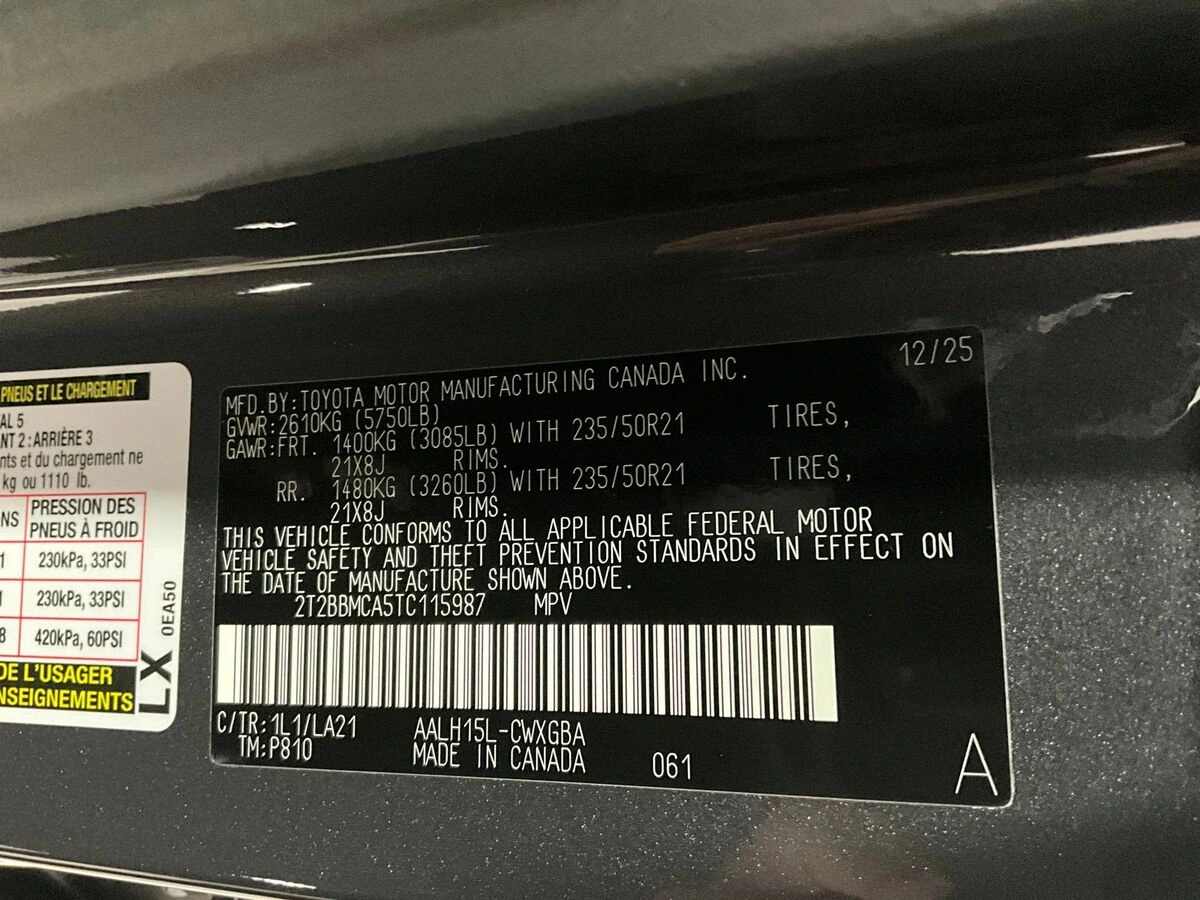 PNEUS ET LE CHARGEMENT
AL 5
NT 2 : ARRIÈRE 3
nts et du chargement ne
kg ou 1110 lb.
NS PRESSION DES PNEUS À FROID
1 230kPa, 33PSI
1 230kPa, 33PSI
8 420kPa, 60PSI
DE L'USAGER
NSEIGNEMENTS
LX 0EA50
12/25
MFD.BY:TOYOTA MOTOR MANUFACTURING CANADA INC.
GVWR:2610KG (5750LB)
GAWR:FRT. 1400KG (3085LB) WITH 235/50R21 TIRES,
21X8J RIMS.
RR. 1480KG (3260LB) WITH 235/50R21 TIRES,
21X8J RIMS.
THIS VEHICLE CONFORMS TO ALL APPLICABLE FEDERAL MOTOR
VEHICLE SAFETY AND THEFT PREVENTION STANDARDS IN EFFECT ON
THE DATE OF MANUFACTURE SHOWN ABOVE.
2T2BBMCA5TC115987 MPV
C/TR:1L1/LA21 AALH15L-CWXGBA
TM:P810 MADE IN CANADA 061
A